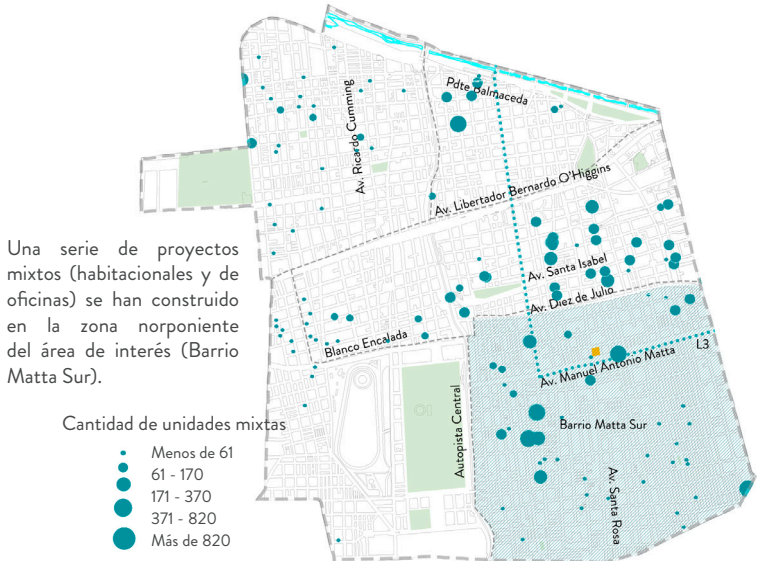 Pdte Balmaceda
Av. Ricardo Cumming
Av. Libertador Bernardo O'Higgins
Una serie de proyectos
mixtos (habitacionales y de
oficinas) se han construido
en la zona norponiente
del área de interés (Barrio
Matta Sur).
Av. Santa Isabel
Av. Diez de Julio
Blanco Encalada
L3
Av. Manuel Antonio Matta
Autopista Central
Barrio Matta Sur
Av. Santa Rosa
Cantidad de unidades mixtas
Menos de 61
61 - 170
171 - 370
371 - 820
Más de 820